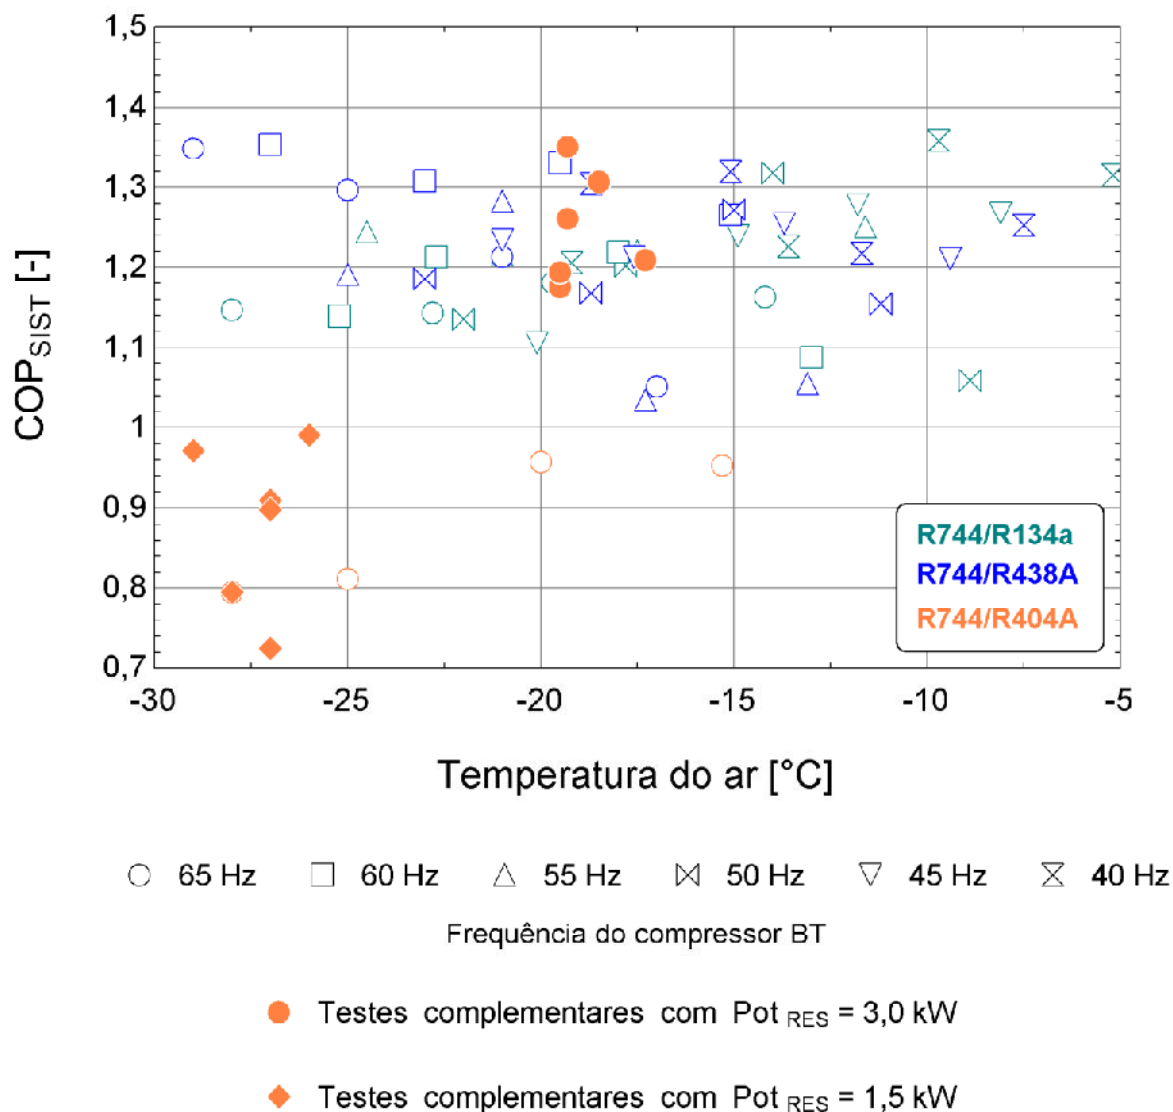 1,5
1,4
1,3
1,2
1,1
1
0,9
0,8
0,7
COP SIST [-]
R744/R134a
R744/R438A
R744/R404A
-30 -25 -20 -15 -10 -5
Temperatura do ar [°C]
65 Hz 60 Hz 55 Hz 50 Hz 45 Hz 40 Hz
Frequência do compressor BT
Testes complementares com Pot RES = 3,0 kW
Testes complementares com Pot RES = 1,5 kW